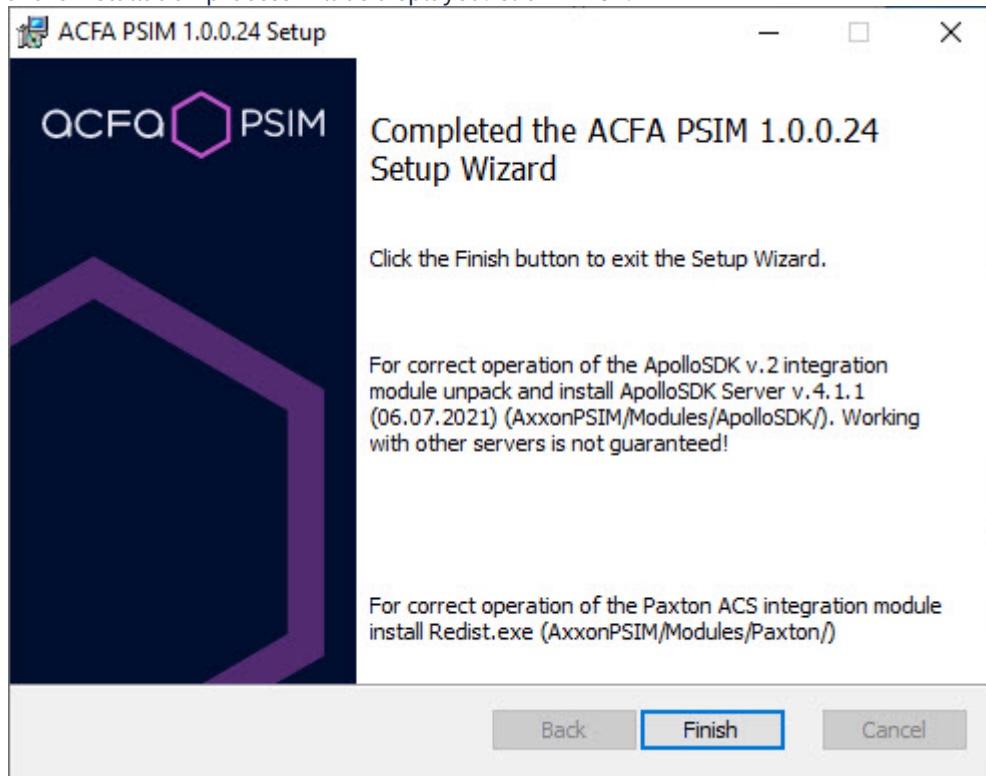 ACFA PSIM 1.0.0.24 Setup
acfa PSIM
Completed the ACFA PSIM 1.0.0.24
Setup Wizard
Click the Finish button to exit the Setup Wizard.
For correct operation of the ApolloSDK v.2 integration
module unpack and install ApolloSDK Server v.4.1.1
(06.07.2021) (AxxonPSIM/Modules/ApolloSDK/). Working
with other servers is not guaranteed!
For correct operation of the Paxton ACS integration module
install Redist.exe (AxxonPSIM/Modules/Paxton/)
Back Finish Cancel